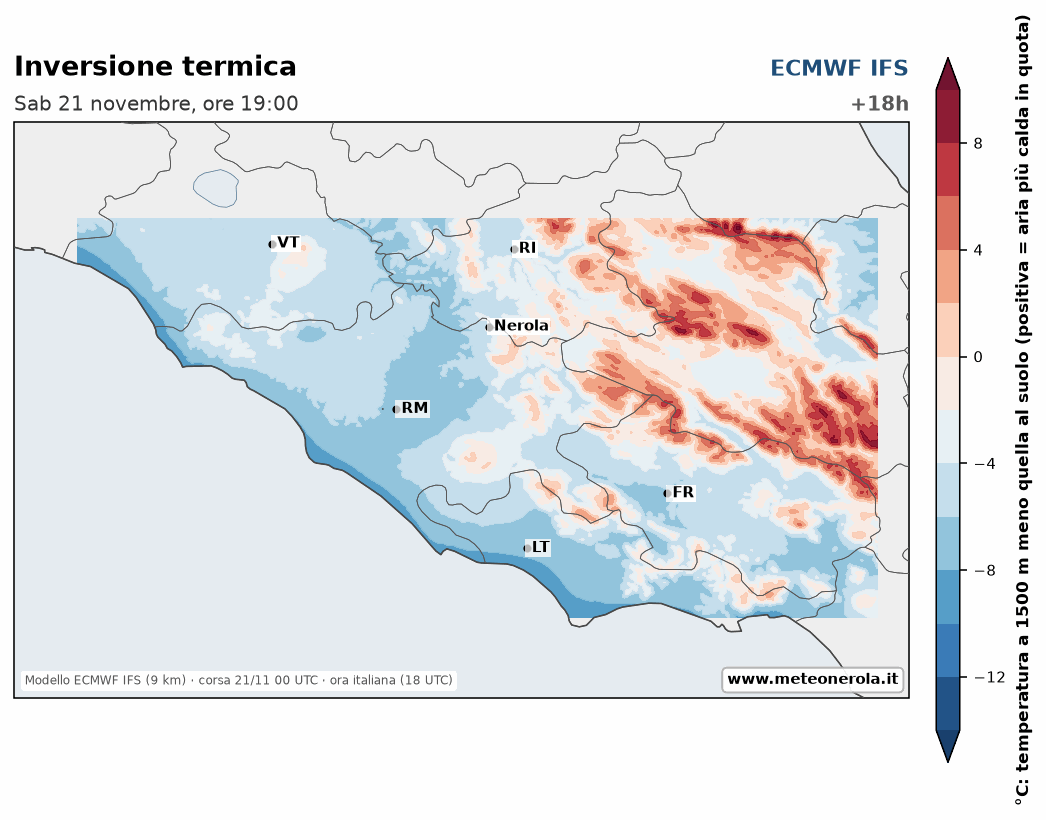 Inversione termica
ECMWF IFS
Sab 21 novembre, ore 19:00
+18h
VT
RI
Nerola
RM
FR
LT
Modello ECMWF IFS (9 km) · corsa 21/11 00 UTC · ora italiana (18 UTC)
www.meteonerola.it
8
4
0
−4
−8
−12
°C: temperatura a 1500 m meno quella al suolo (positiva = aria più calda in quota)